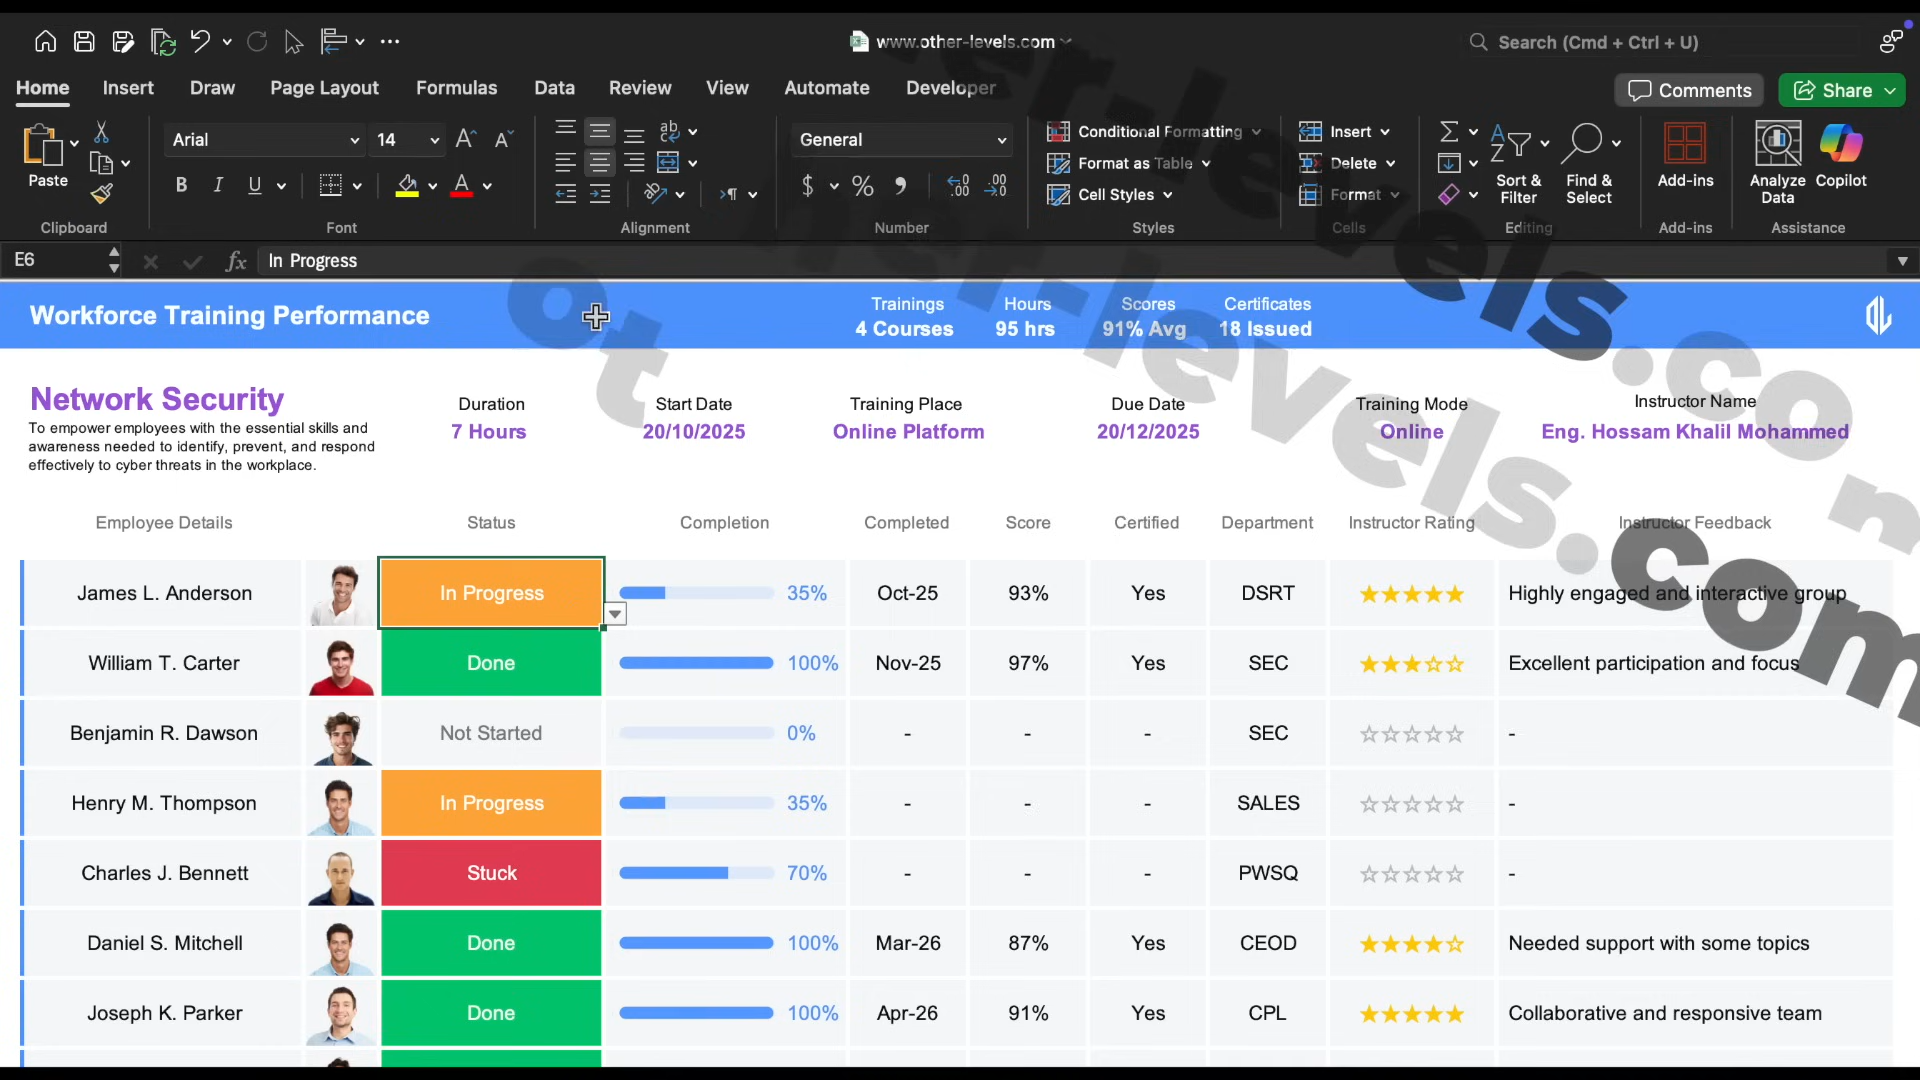 www.other-levels.com
Search (Cmd + Ctrl + U)
Home Insert Draw Page Layout Formulas Data Review View Automate Developer
Comments Share
Paste
Arial 14
General
Conditional Formatting
Format as Table
Cell Styles
Insert
Delete
Format
Sort & Filter
Find & Select
Add-ins
Analyze Data
Copilot
Clipboard Font Alignment Number Styles Cells Editing Add-ins Assistance
E6 fx In Progress
Workforce Training Performance
Trainings Hours Scores Certificates
4 Courses 95 hrs 91% Avg 18 Issued
Network Security
To empower employees with the essential skills and
awareness needed to identify, prevent, and respond
effectively to cyber threats in the workplace.
Duration Start Date Training Place Due Date Training Mode Instructor Name
7 Hours 20/10/2025 Online Platform 20/12/2025 Online Eng. Hossam Khalil Mohammed
Employee Details Status Completion Completed Score Certified Department Instructor Rating Instructor Feedback
James L. Anderson In Progress 35% Oct-25 93% Yes DSRT ★★★★★ Highly engaged and interactive group
William T. Carter Done 100% Nov-25 97% Yes SEC ★★★☆☆ Excellent participation and focus
Benjamin R. Dawson Not Started 0% - - - SEC ☆☆☆☆☆ -
Henry M. Thompson In Progress 35% - - - SALES ☆☆☆☆☆ -
Charles J. Bennett Stuck 70% - - - PWSQ ☆☆☆☆☆ -
Daniel S. Mitchell Done 100% Mar-26 87% Yes CEOD ★★★★☆ Needed support with some topics
Joseph K. Parker Done 100% Apr-26 91% Yes CPL ★★★★★ Collaborative and responsive team
other-levels.com